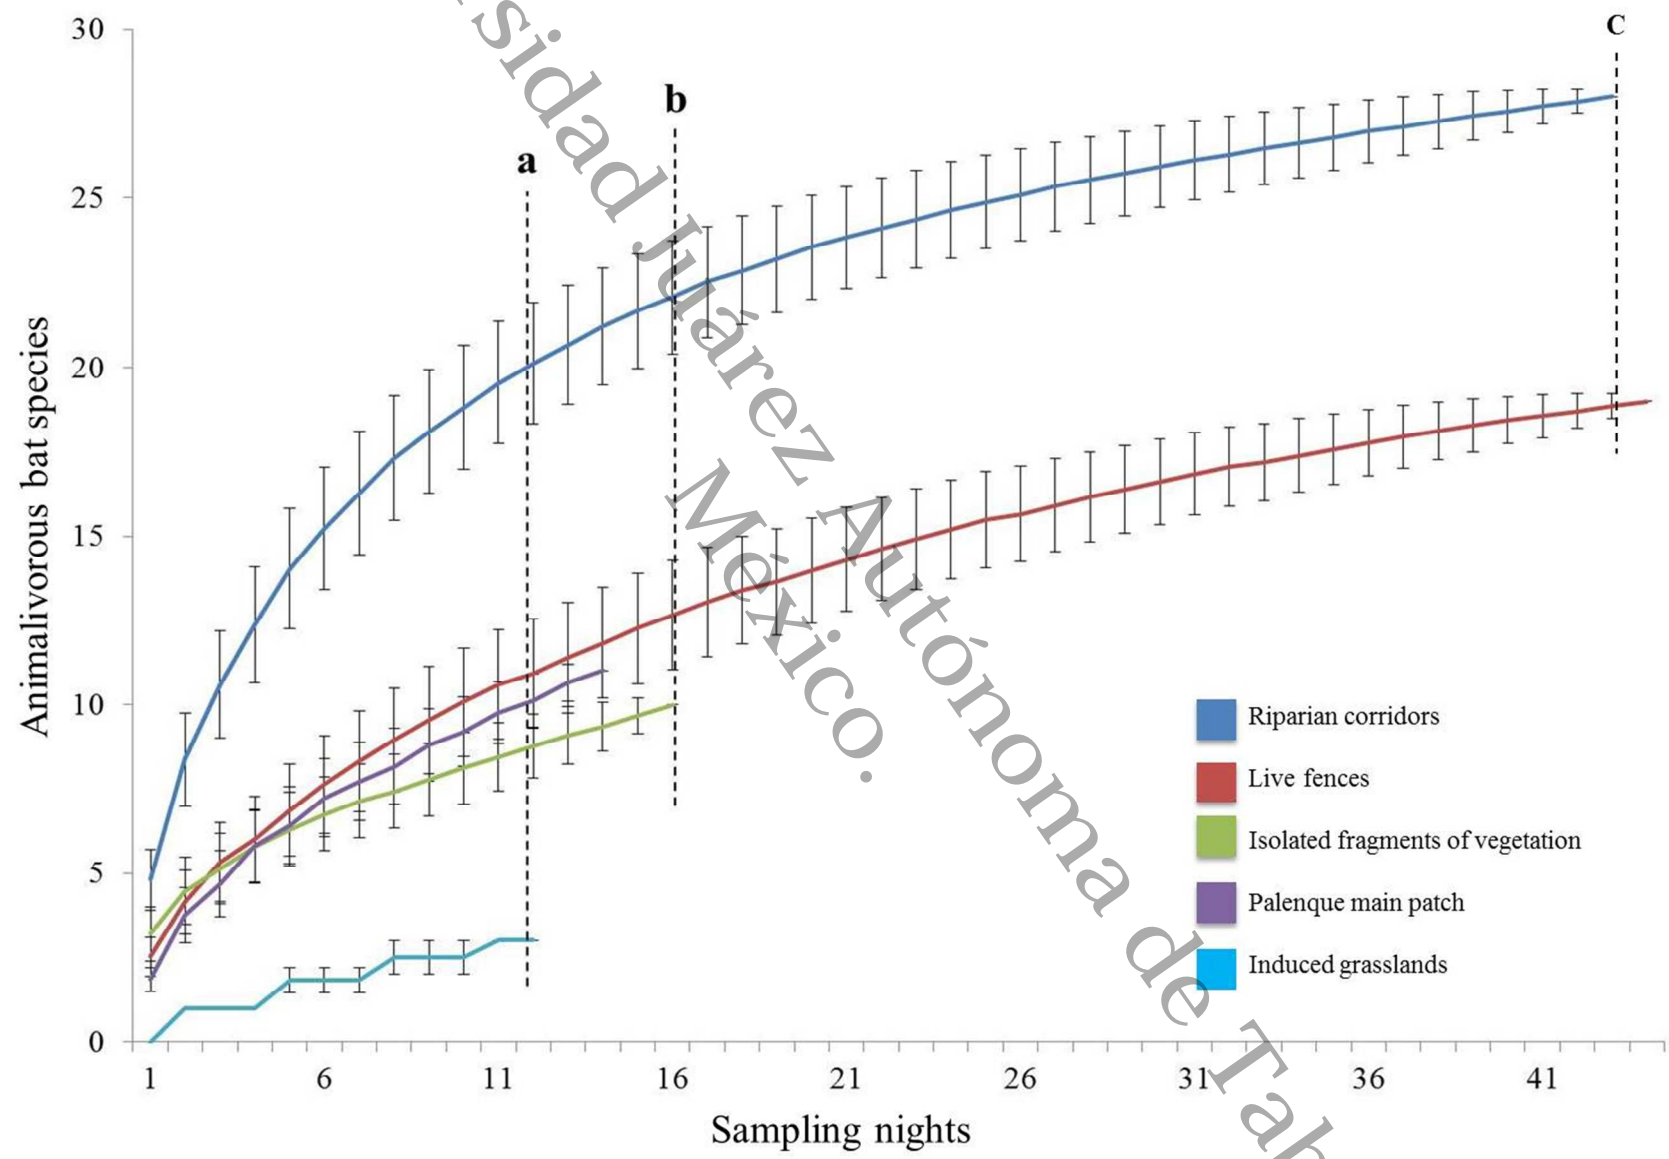 30
25
20
15
10
5
0
Animalivorous bat species
a
b
C
Riparian corridors
Live fences
Isolated fragments of vegetation
Palenque main patch
Induced grasslands
1 6 11 16 21 26 31 36 41
Sampling nights
Juárez Autónoma de
México.